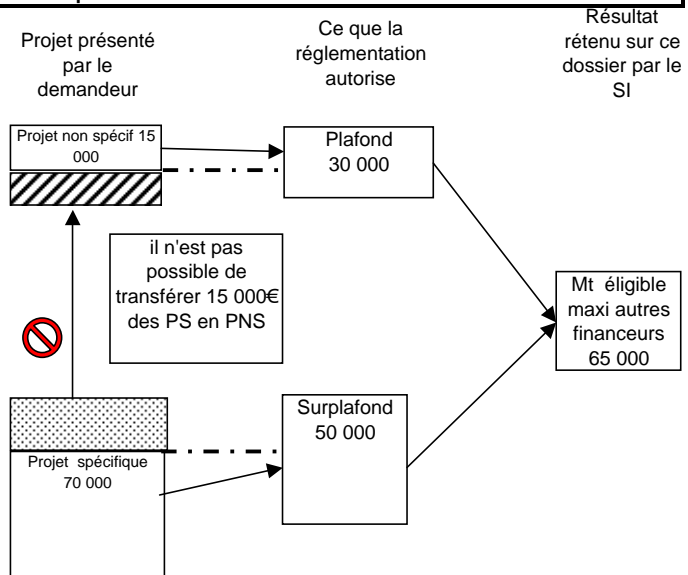 Projet présenté
par le
demandeur
Ce que la
réglementation
autorise
Résultat
rétenu sur ce
dossier par le
SI
Projet non spécif 15
000
Plafond
30 000
il n'est pas
possible de
transférer 15 000€
des PS en PNS
Mt éligible
maxi autres
financeurs
65 000
Surplafond
50 000
Projet spécifique
70 000